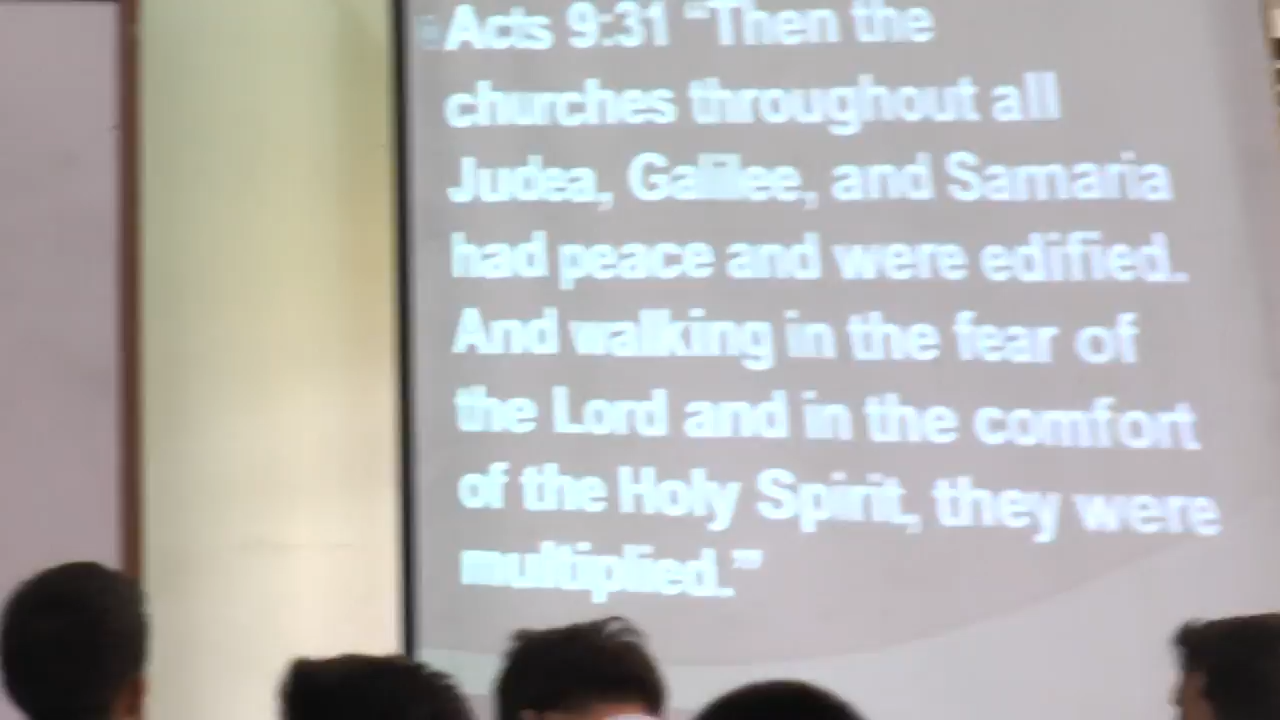 Acts 9:31 “Then the
churches throughout all
Judea, Galilee, and Samaria
had peace and were edified.
And walking in the fear of
the Lord and in the comfort
of the Holy Spirit, they were
multiplied.”